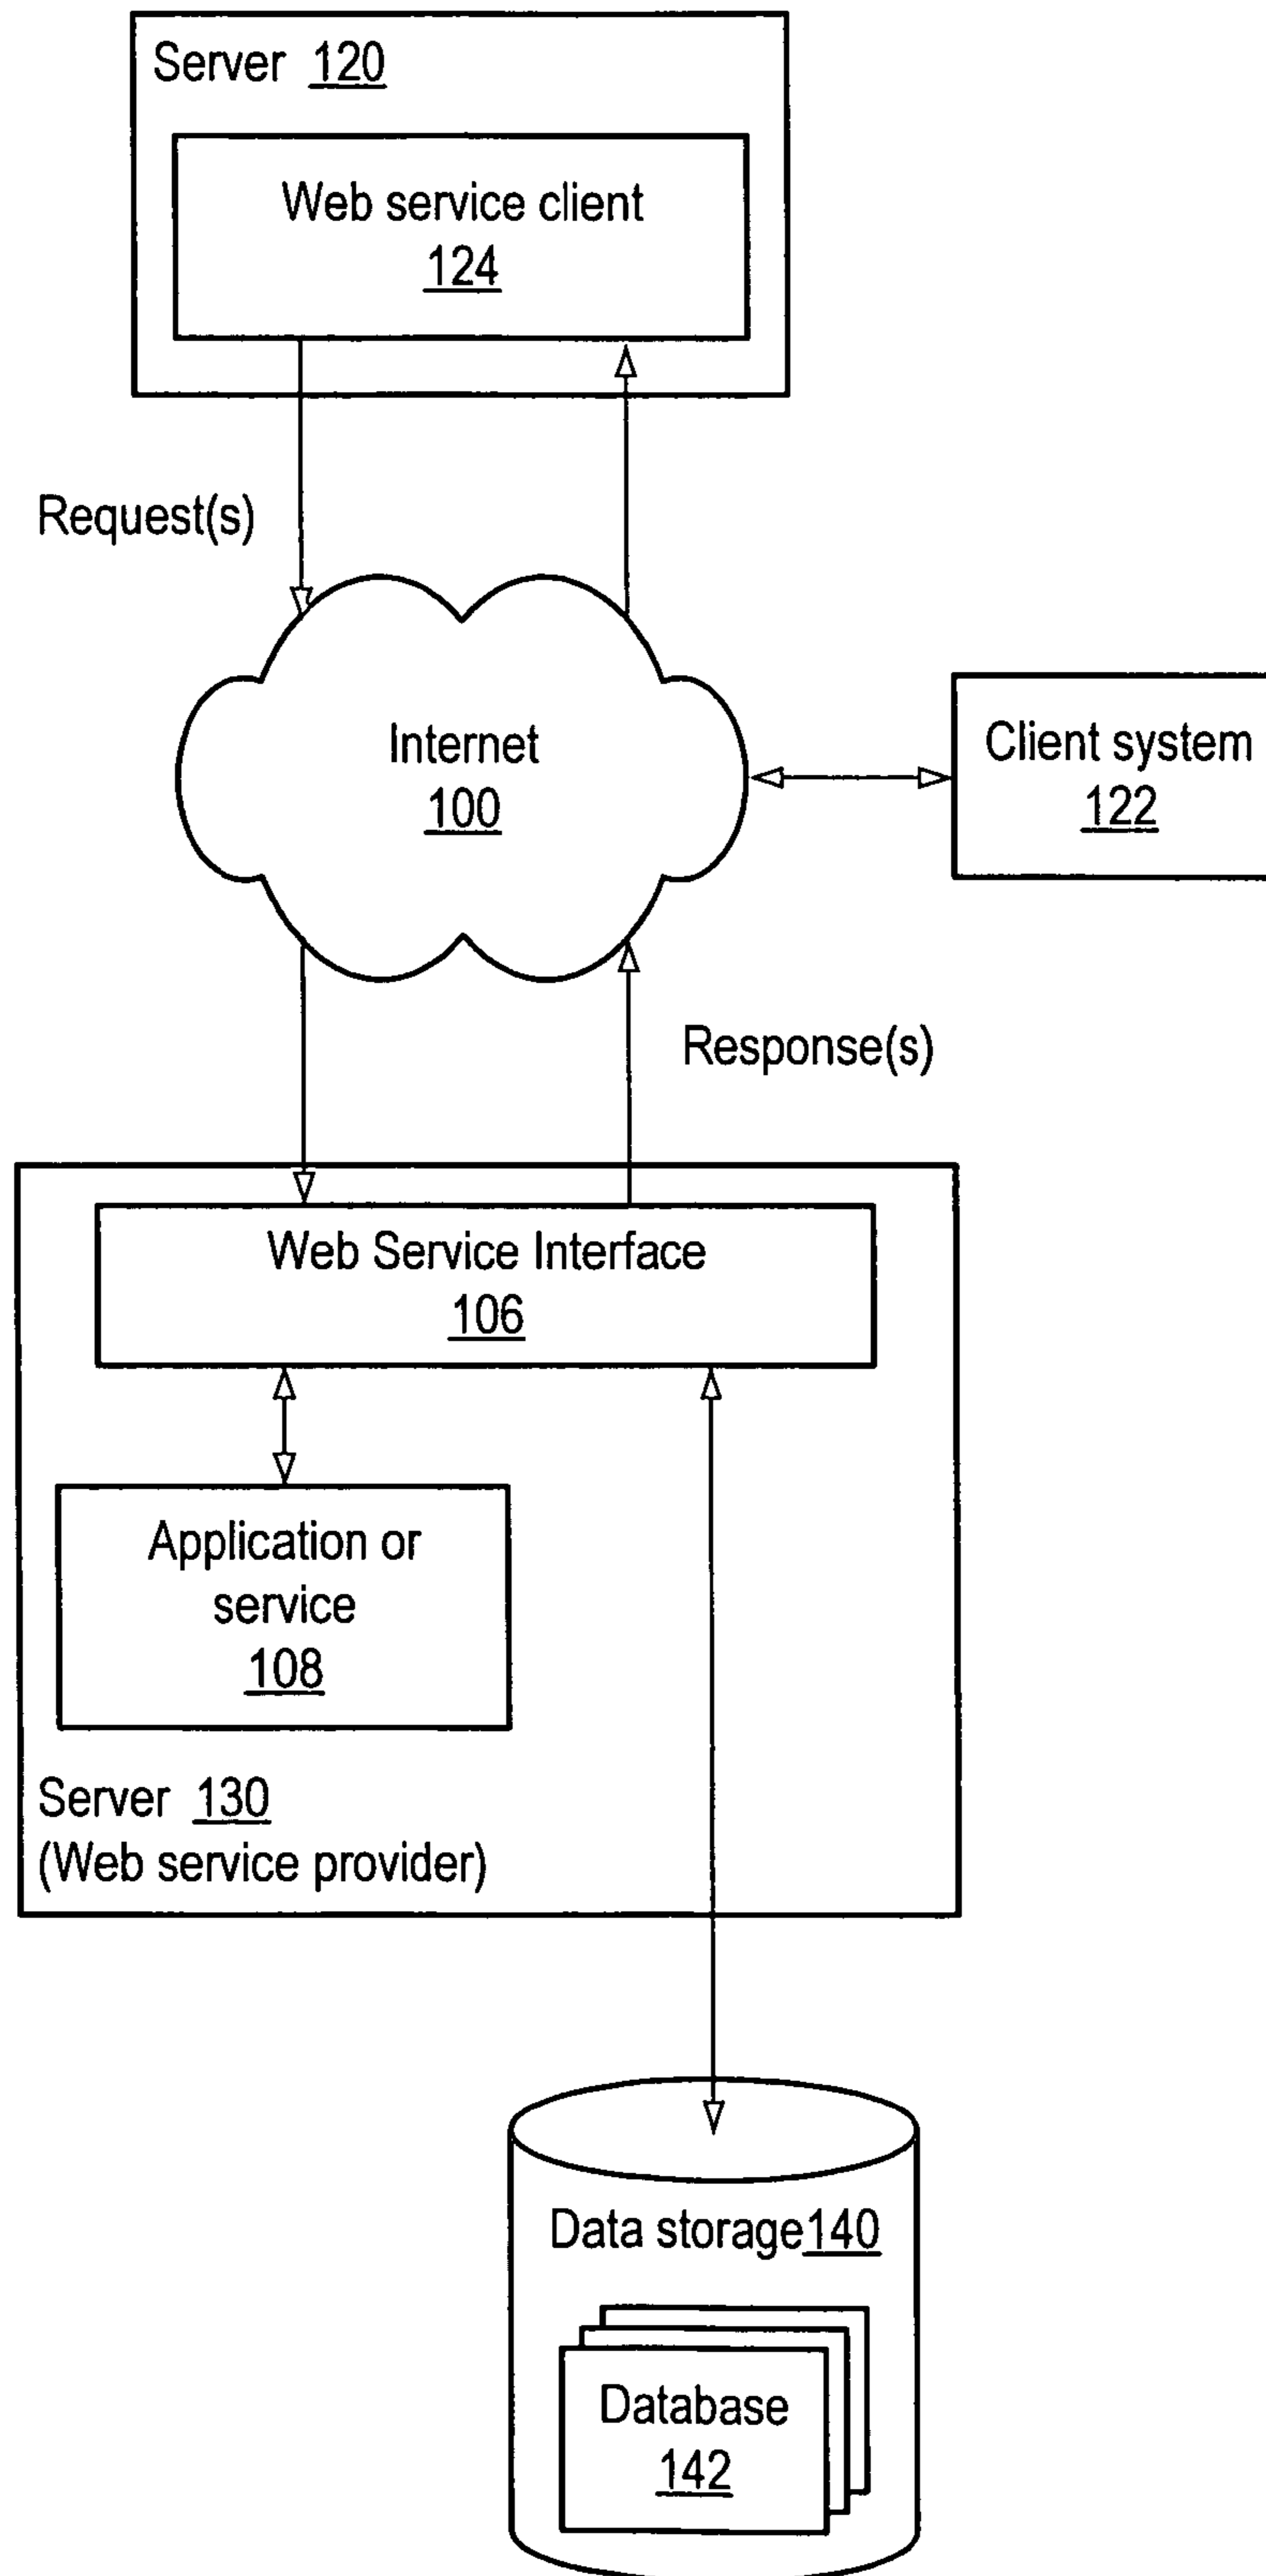 Server 120
Web service client
124
Request(s)
Internet
100
Client system
122
Response(s)
Web Service Interface
106
Application or
service
108
Server 130
(Web service provider)
Data storage140
Database
142